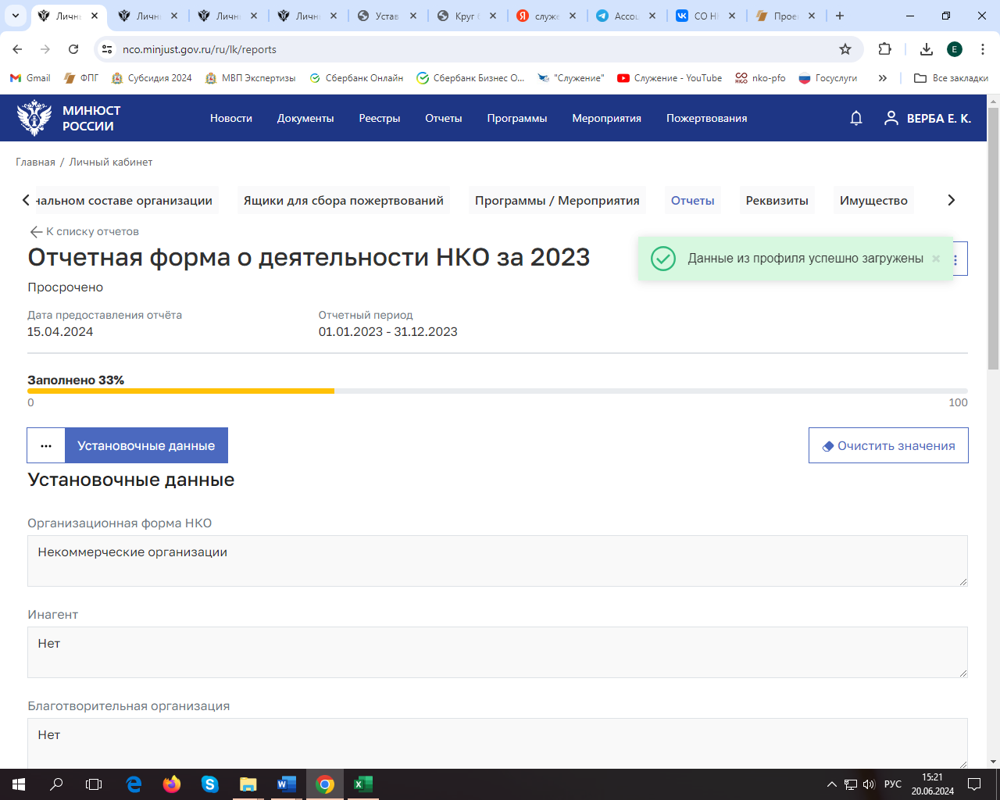 Личн
Личн
Личн
Личн
Устав
Круг
служе
Accou
СО Н
Прое
nco.minjust.gov.ru/ru/lk/reports
E
Gmail
ФПГ
Субсидия 2024
МВП Экспертизы
Сбербанк Онлайн
Сбербанк Бизнес О...
"Служение"
Служение - YouTube
nko-pfo
Госуслуги
»
Все закладки
МИНЮСТ
РОССИИ
Новости
Документы
Реестры
Отчеты
Программы
Мероприятия
Пожертвования
ВЕРБА Е. К.
Главная / Личный кабинет
нальном составе организации
Ящики для сбора пожертвований
Программы / Мероприятия
Отчеты
Реквизиты
Имущество
К списку отчетов
Отчетная форма о деятельности НКО за 2023
Данные из профиля успешно загружены
Просрочено
Дата предоставления отчёта
Отчетный период
15.04.2024
01.01.2023 - 31.12.2023
Заполнено 33%
0
100
Установочные данные
Очистить значения
Установочные данные
Организационная форма НКО
Некоммерческие организации
Инагент
Нет
Благотворительная организация
Нет
РУС
15:21
20.06.2024